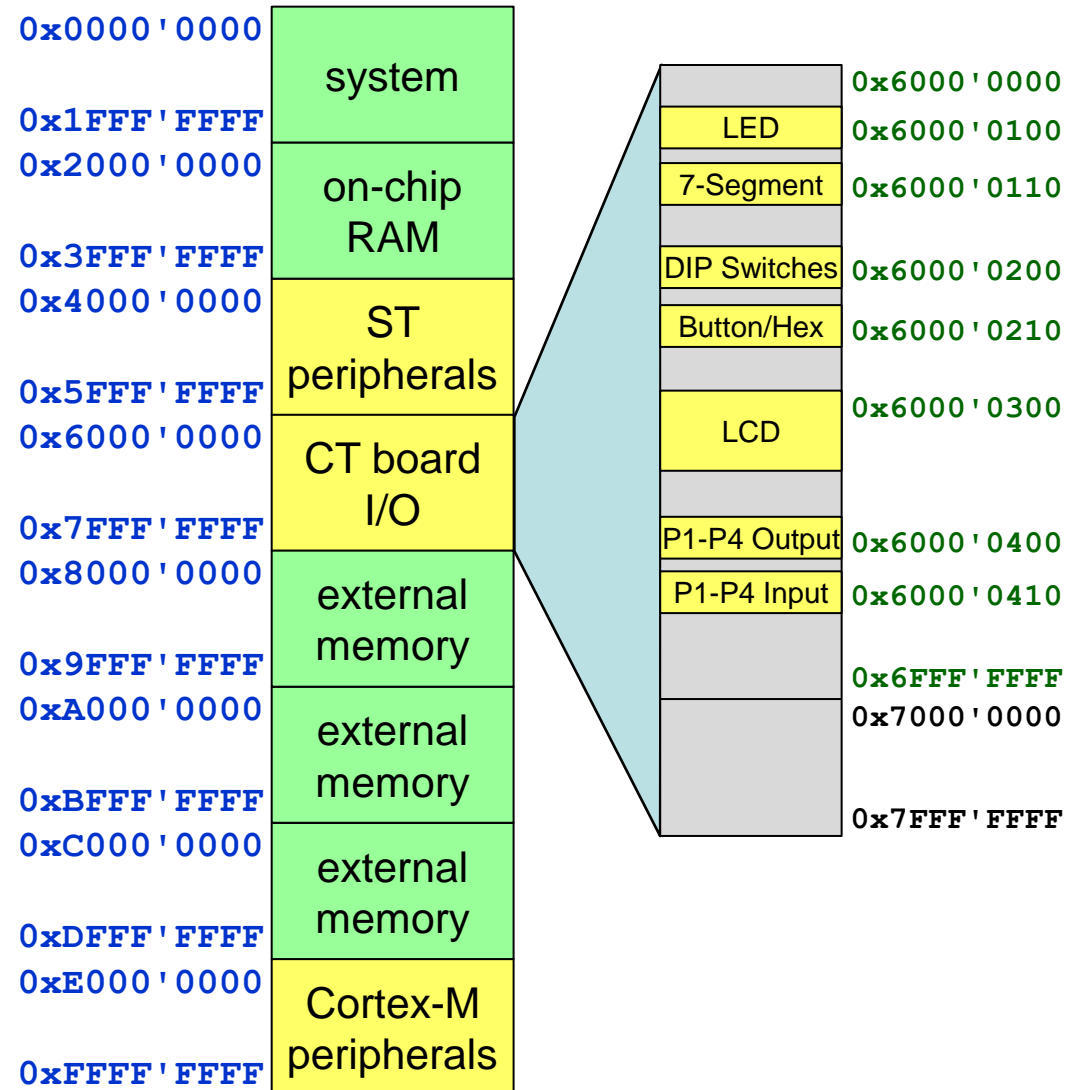 0x0000'0000
system
0x1FFF'FFFF
0x2000'0000
on-chip
RAM
0x3FFF'FFFF
0x4000'0000
ST
peripherals
0x5FFF'FFFF
0x6000'0000
CT board
I/O
0x7FFF'FFFF
0x8000'0000
external
memory
0x9FFF'FFFF
0xA000'0000
external
memory
0xBFFF'FFFF
0xC000'0000
external
memory
0xDFFF'FFFF
0xE000'0000
Cortex-M
peripherals
0xFFFF'FFFF
0x6000'0000
LED 0x6000'0100
7-Segment 0x6000'0110
DIP Switches 0x6000'0200
Button/Hex 0x6000'0210
0x6000'0300
LCD
P1-P4 Output 0x6000'0400
P1-P4 Input 0x6000'0410
0x6FFF'FFFF
0x7000'0000
0x7FFF'FFFF